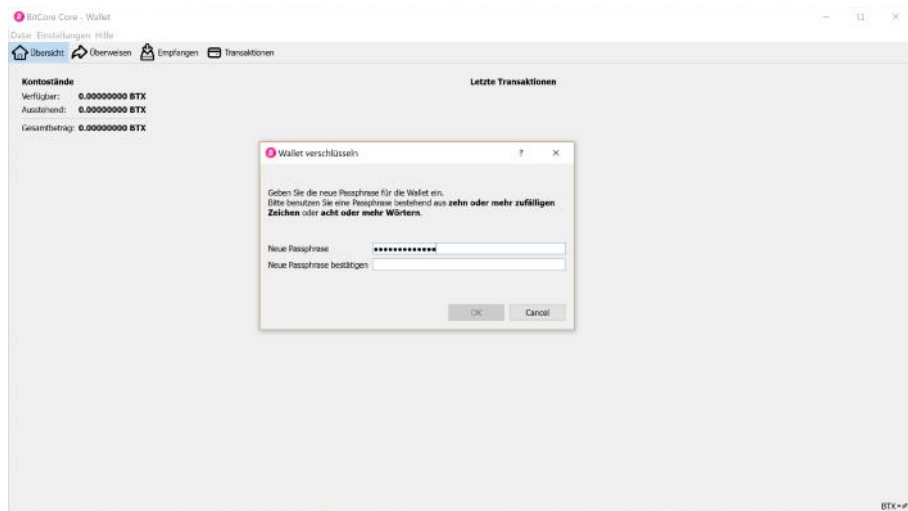 BitCore Core - Wallet
Datei Einstellungen Hilfe
Übersicht Überweisen Empfangen Transaktionen
Kontostände
Letzte Transaktionen
Verfügbar: 0.00000000 BTX
Ausstehend: 0.00000000 BTX
Gesamtbetrag: 0.00000000 BTX
Wallet verschlüsseln
Geben Sie die neue Passphrase für die Wallet ein.
Bitte benutzen Sie eine Passphrase bestehend aus zehn oder mehr zufälligen
Zeichen oder acht oder mehr Wörtern.
Neue Passphrase
Neue Passphrase bestätigen
OK Cancel
BTX